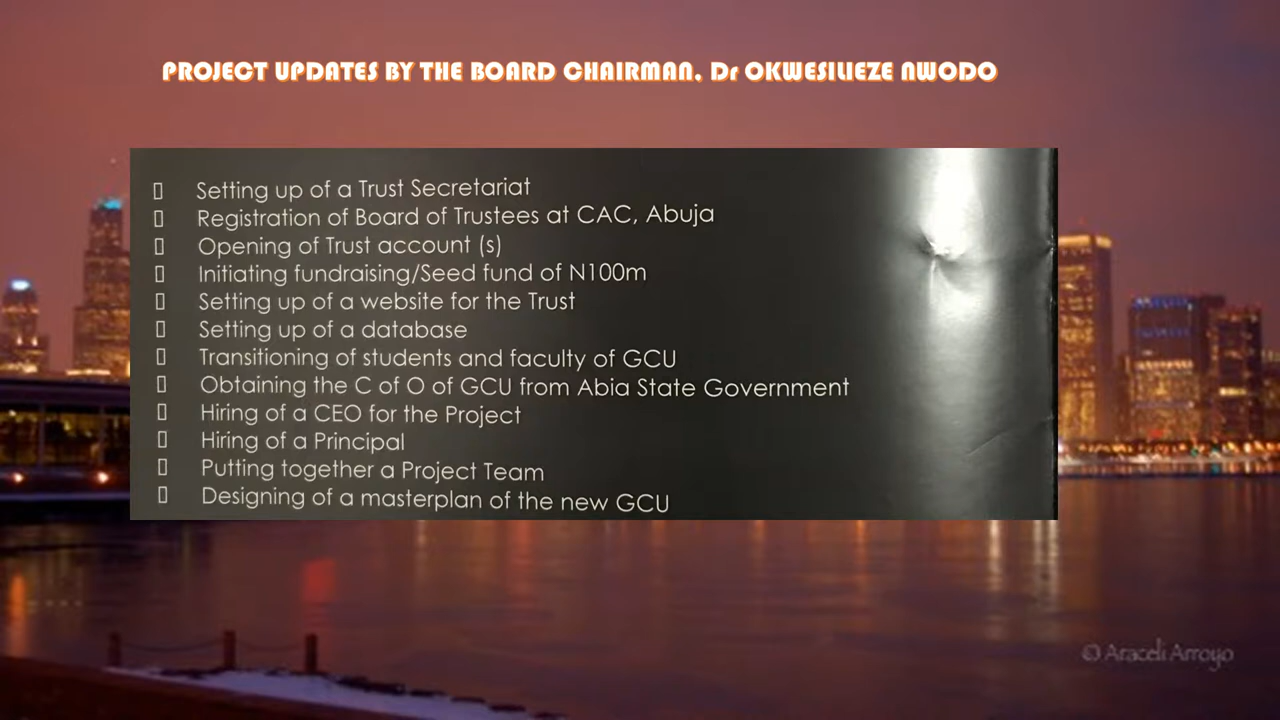 PROJECT UPDATES BY THE BOARD CHAIRMAN. Dr OKWESILIEZE NWODO
Setting up of a Trust Secretariat
Registration of Board of Trustees at CAC, Abuja
Opening of Trust account (s)
Initiating fundraising/Seed fund of N100m
Setting up of a website for the Trust
Setting up of a database
Transitioning of students and faculty of GCU
Obtaining the C of O of GCU from Abia State Government
Hiring of a CEO for the Project
Hiring of a Principal
Putting together a Project Team
Designing of a masterplan of the new GCU
© Araceli Arroyo